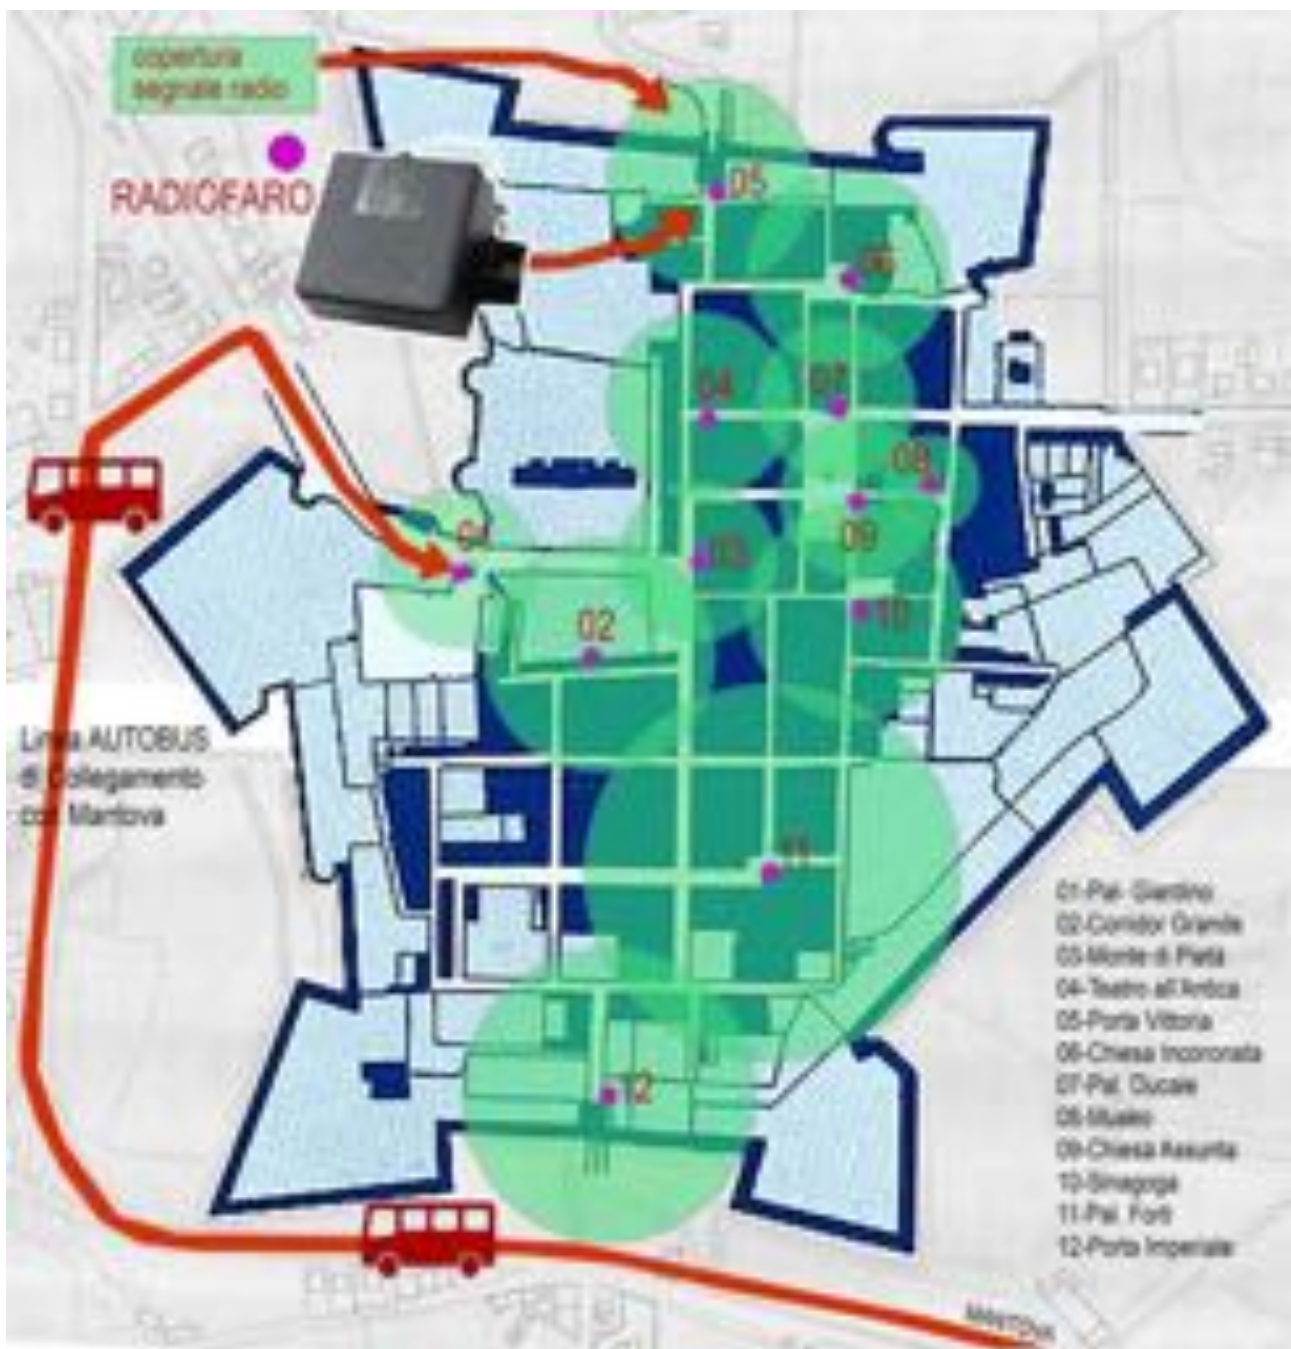 copertura
segnale radio
RADIOFARO
05
06
04
07
08
09
01
03
02
10
Linea AUTOBUS
di collegamento
con Mantova
11
12
01-Pal. Giardino
02-Corridor Grande
03-Monte di Pietà
04-Teatro all'Antica
05-Porta Vittoria
06-Chiesa Incoronata
07-Pal. Ducale
08-Museo
09-Chiesa Assunta
10-Sinagoga
11-Pal. Forti
12-Porta Imperiale
MANTOVA